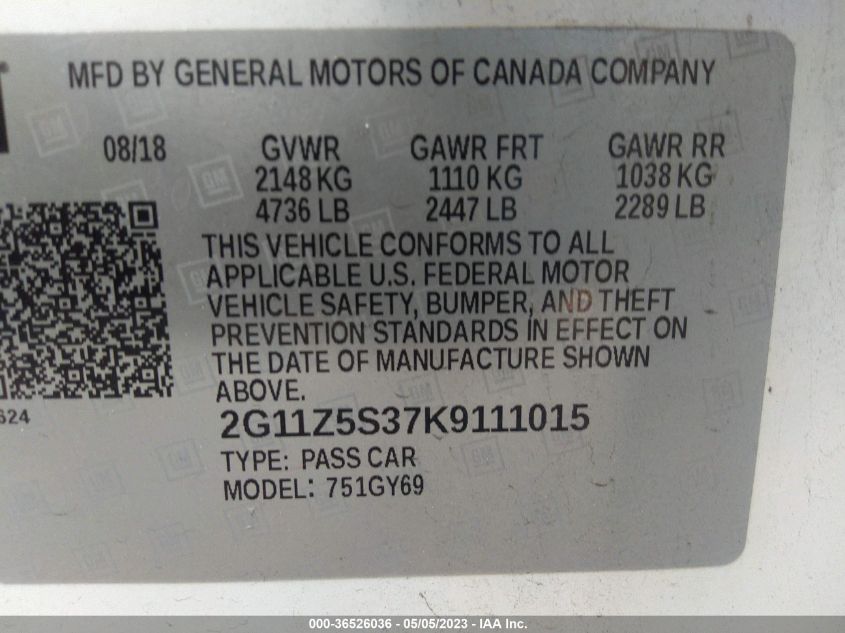 MFD BY GENERAL MOTORS OF CANADA COMPANY
08/18 GVWR GAWR FRT GAWR RR
2148 KG 1110 KG 1038 KG
4736 LB 2447 LB 2289 LB
THIS VEHICLE CONFORMS TO ALL
APPLICABLE U.S. FEDERAL MOTOR
VEHICLE SAFETY, BUMPER, AND THEFT
PREVENTION STANDARDS IN EFFECT ON
THE DATE OF MANUFACTURE SHOWN
ABOVE.
624
2G11Z5S37K9111015
TYPE: PASS CAR
MODEL: 751GY69
000-36526036 - 05/05/2023 - IAA Inc.